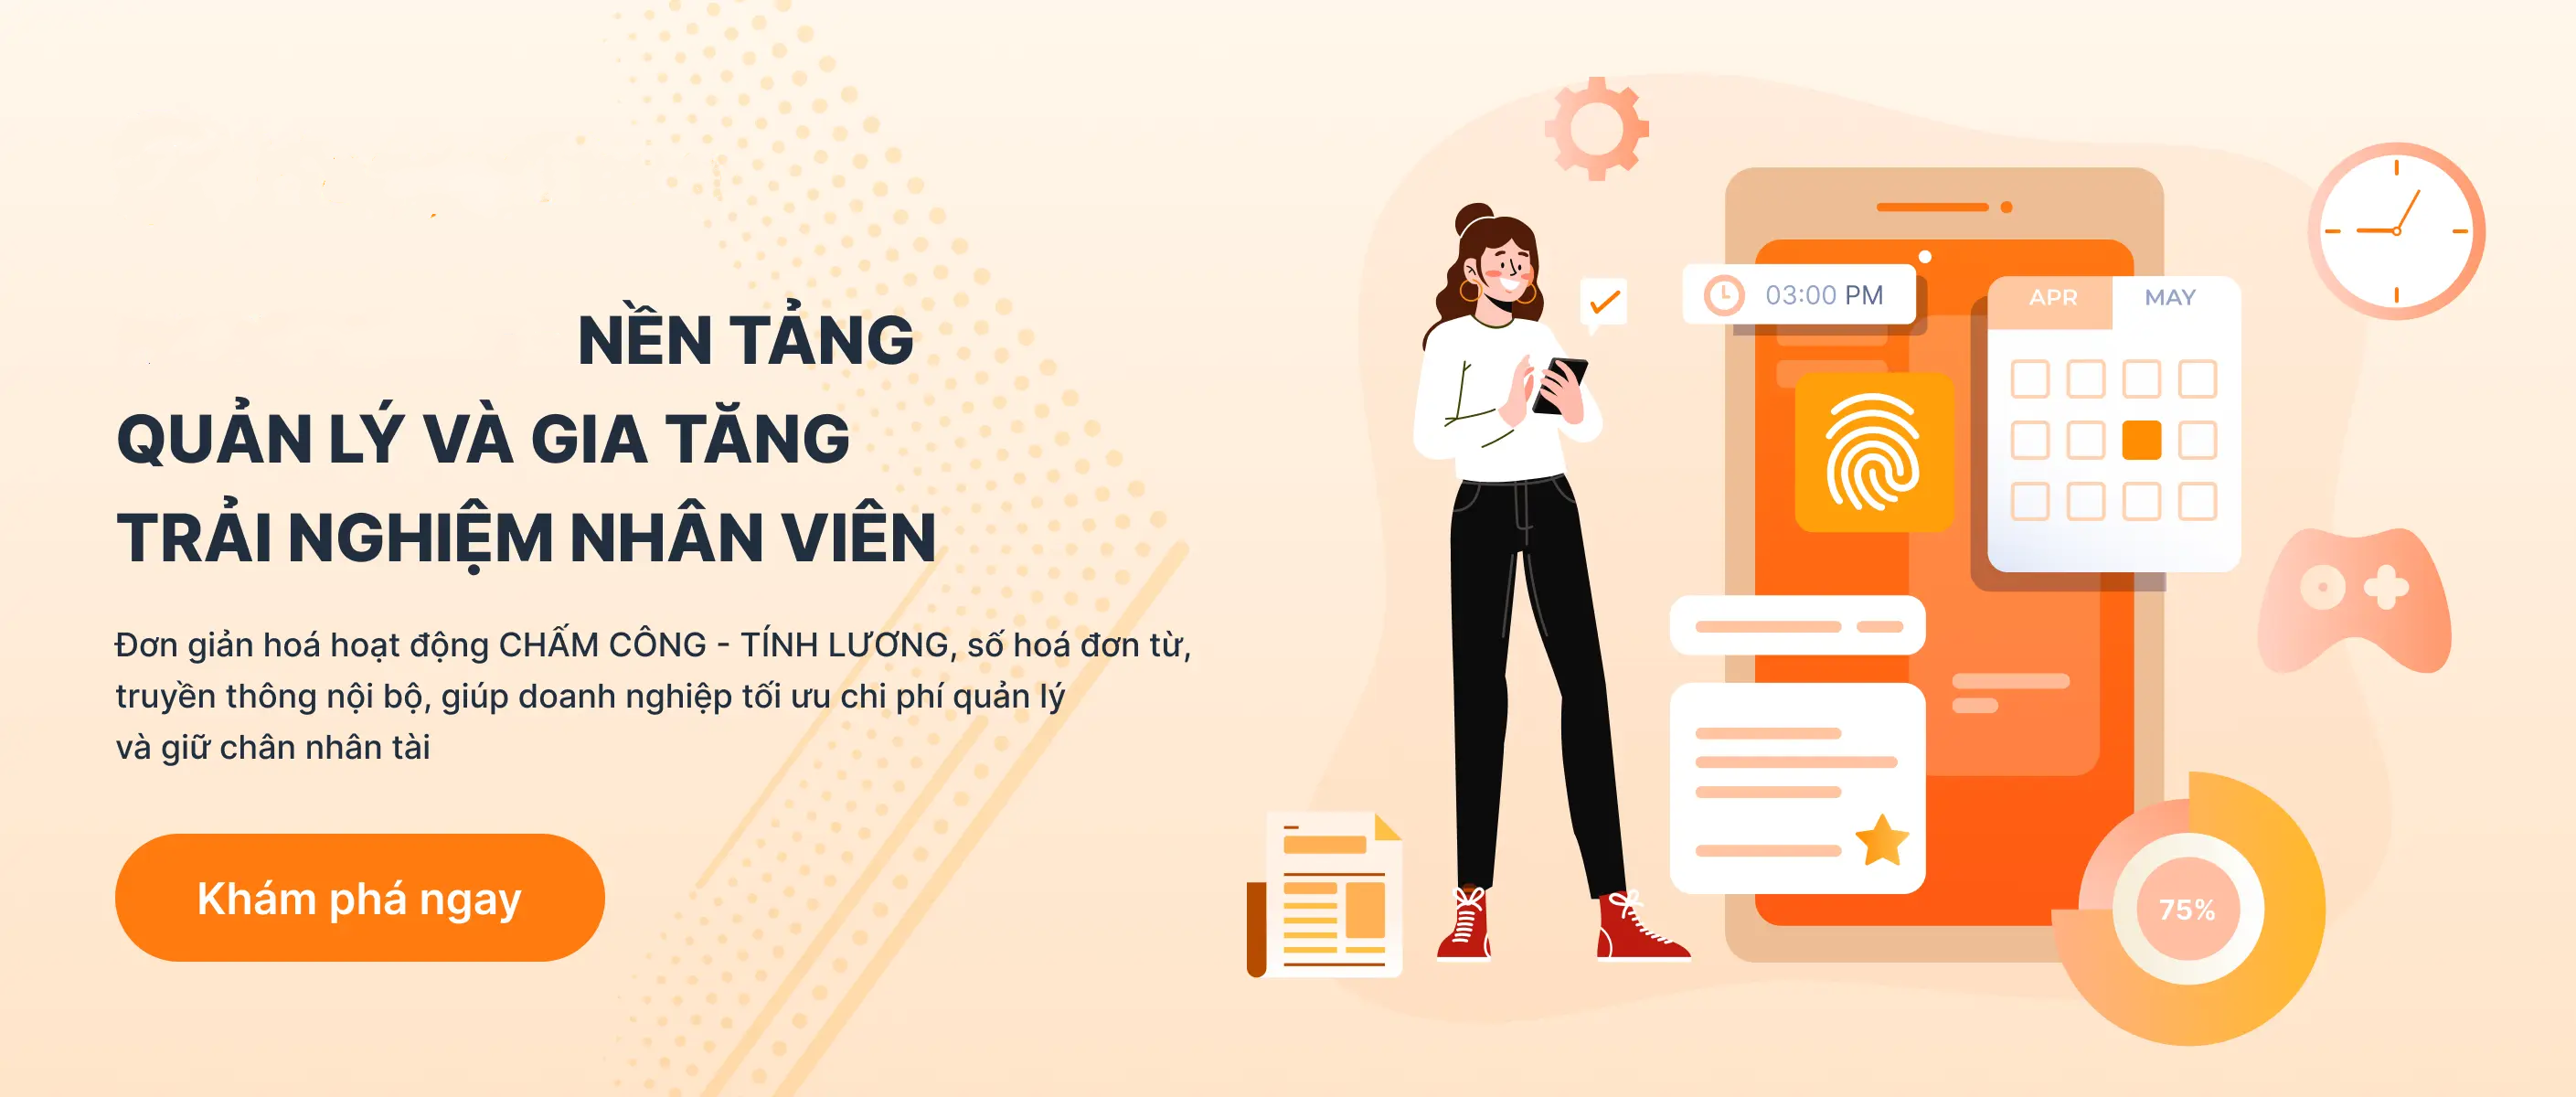 NỀN TẢNG
QUẢN LÝ VÀ GIA TĂNG
TRẢI NGHIỆM NHÂN VIÊN
Đơn giản hoá hoạt động CHẤM CÔNG - TÍNH LƯƠNG, số hoá đơn từ,
truyền thông nội bộ, giúp doanh nghiệp tối ưu chi phí quản lý
và giữ chân nhân tài
Khám phá ngay
03:00 PM
APR
MAY
75%